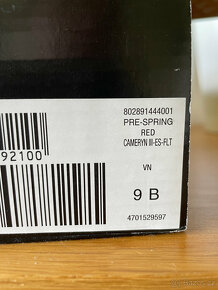 802891444001
PRE-SPRING
RED
CAMERYN III-ES-FLT
VN
92100
9 B
4701529597